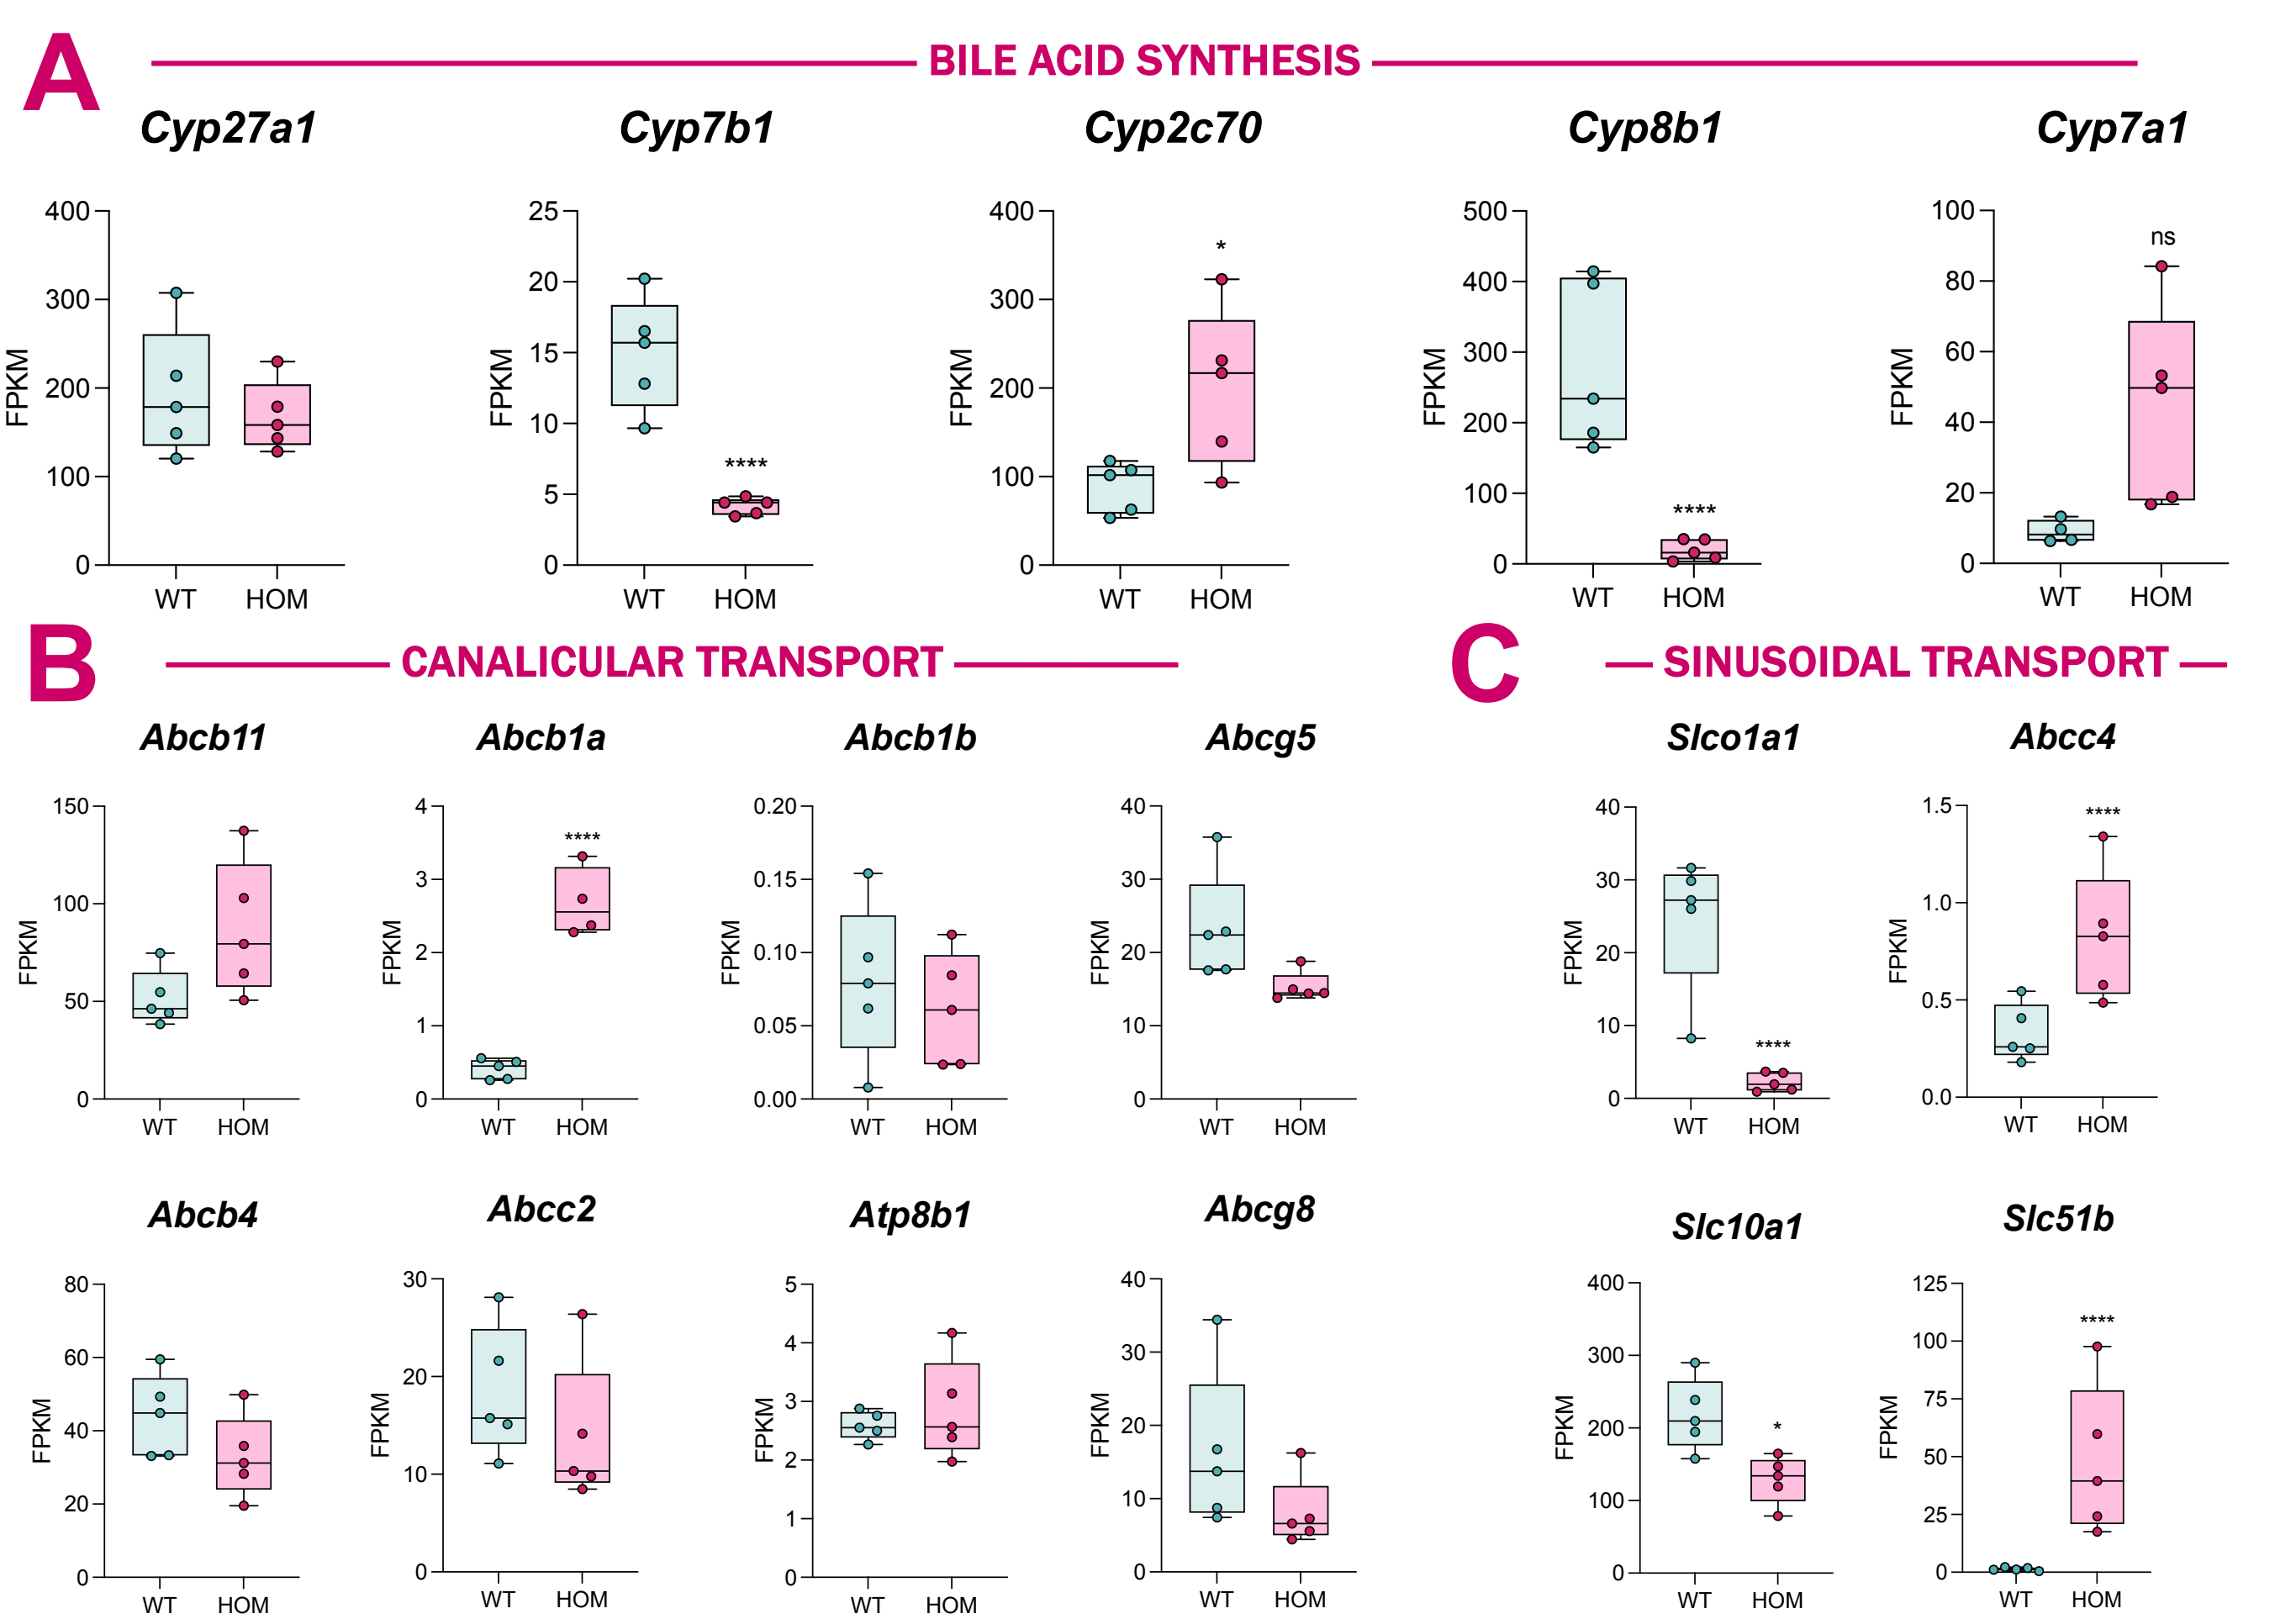 A
BILE ACID SYNTHESIS
Cyp27a1 Cyp7b1 Cyp2c70 Cyp8b1 Cyp7a1
FPKM
400
300
200
100
0
WT HOM
FPKM
25
20
15
10
5
0
****
WT HOM
FPKM
400
300
200
100
0
*
WT HOM
FPKM
500
400
300
200
100
0
****
WT HOM
FPKM
100
80
60
40
20
0
ns
WT HOM
B
CANALICULAR TRANSPORT
Abcb11 Abcb1a Abcb1b Abcg5
FPKM
150
100
50
0
WT HOM
FPKM
4
3
2
1
0
****
WT HOM
FPKM
0.20
0.15
0.10
0.05
0.00
WT HOM
FPKM
40
30
20
10
0
WT HOM
Abcb4 Abcc2 Atp8b1 Abcg8
FPKM
80
60
40
20
0
WT HOM
FPKM
30
20
10
0
WT HOM
FPKM
5
4
3
2
1
0
WT HOM
FPKM
40
30
20
10
0
WT HOM
C
SINUSOIDAL TRANSPORT
Slco1a1 Abcc4
FPKM
40
30
20
10
0
****
WT HOM
FPKM
1.5
1.0
0.5
0.0
****
WT HOM
Slc10a1 Slc51b
FPKM
400
300
200
100
0
*
WT HOM
FPKM
125
100
75
50
25
0
****
WT HOM